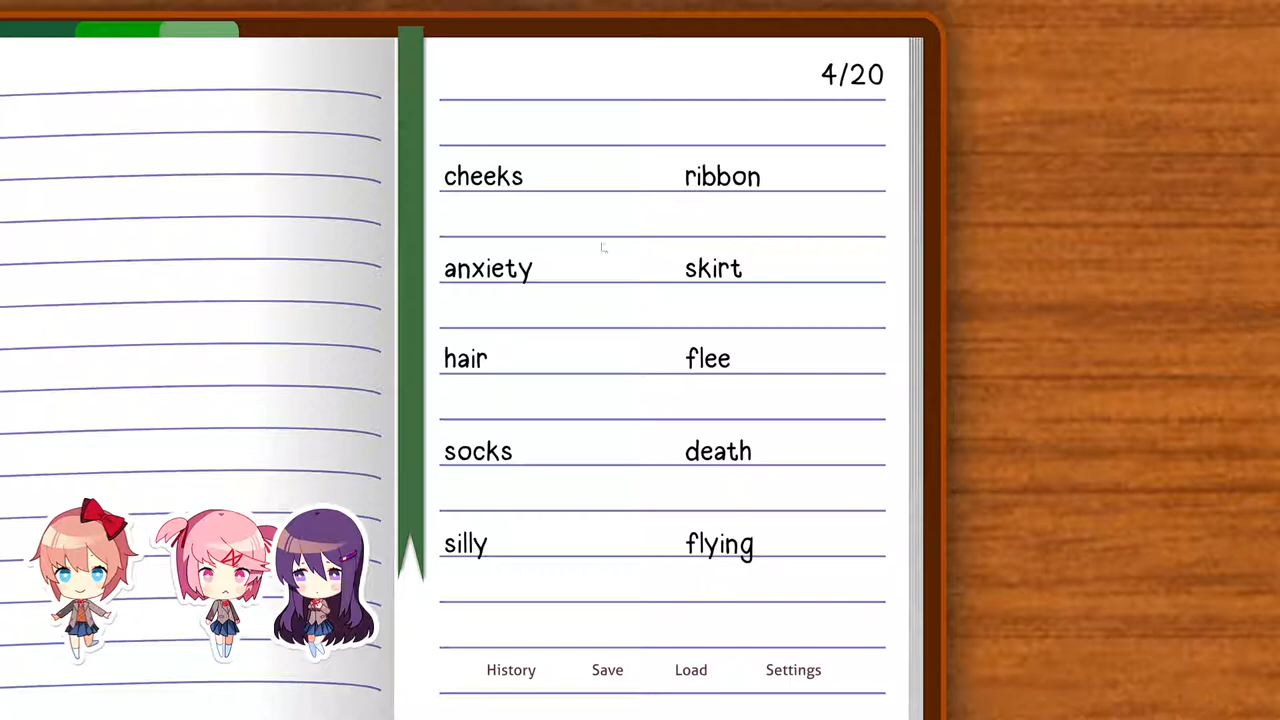 4/20
cheeks ribbon
anxiety skirt
hair flee
socks death
silly flying
History Save Load Settings